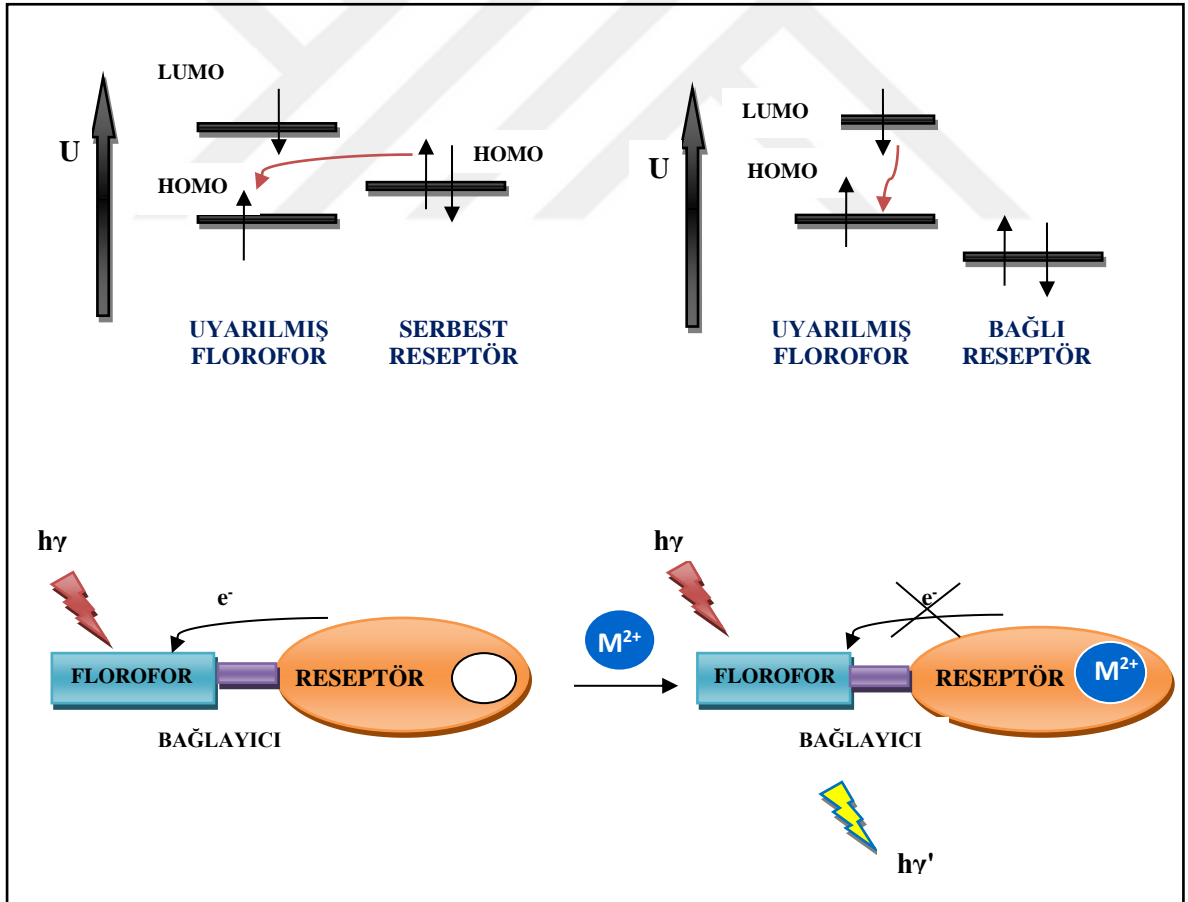 LUMO
U
HOMO
HOMO
UYARILMIŞ
FLOROFOR
SERBEST
RESEPTÖR
LUMO
U
HOMO
UYARILMIŞ
FLOROFOR
BAĞLI
RESEPTÖR
hγ
e-
FLOROFOR
RESEPTÖR
BAĞLAYICI
M2+
hγ
e-
FLOROFOR
RESEPTÖR
M2+
BAĞLAYICI
hγ'